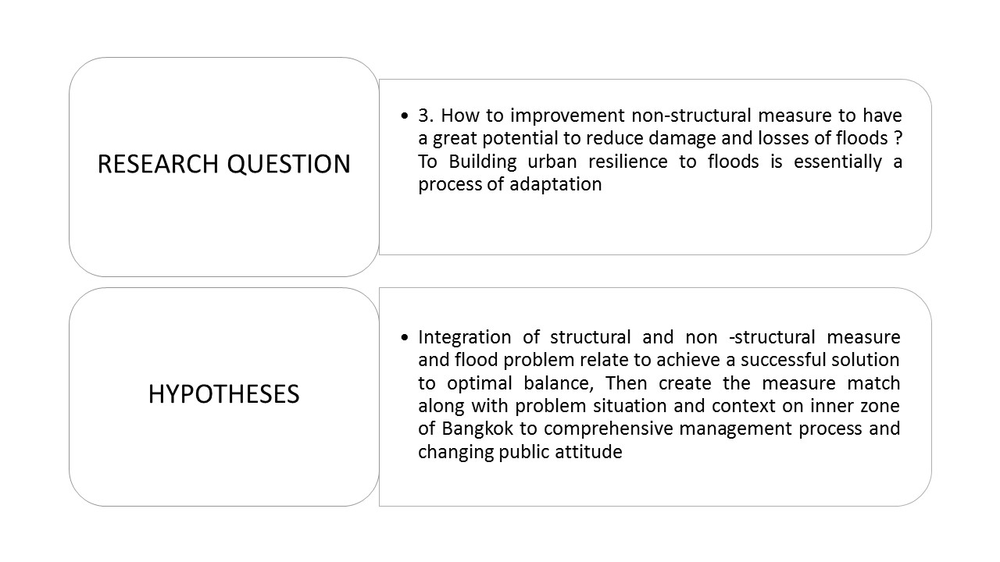 RESEARCH QUESTION
• 3. How to improvement non-structural measure to have
a great potential to reduce damage and losses of floods ?
To Building urban resilience to floods is essentially a
process of adaptation
HYPOTHESES
• Integration of structural and non -structural measure
and flood problem relate to achieve a successful solution
to optimal balance, Then create the measure match
along with problem situation and context on inner zone
of Bangkok to comprehensive management process and
changing public attitude